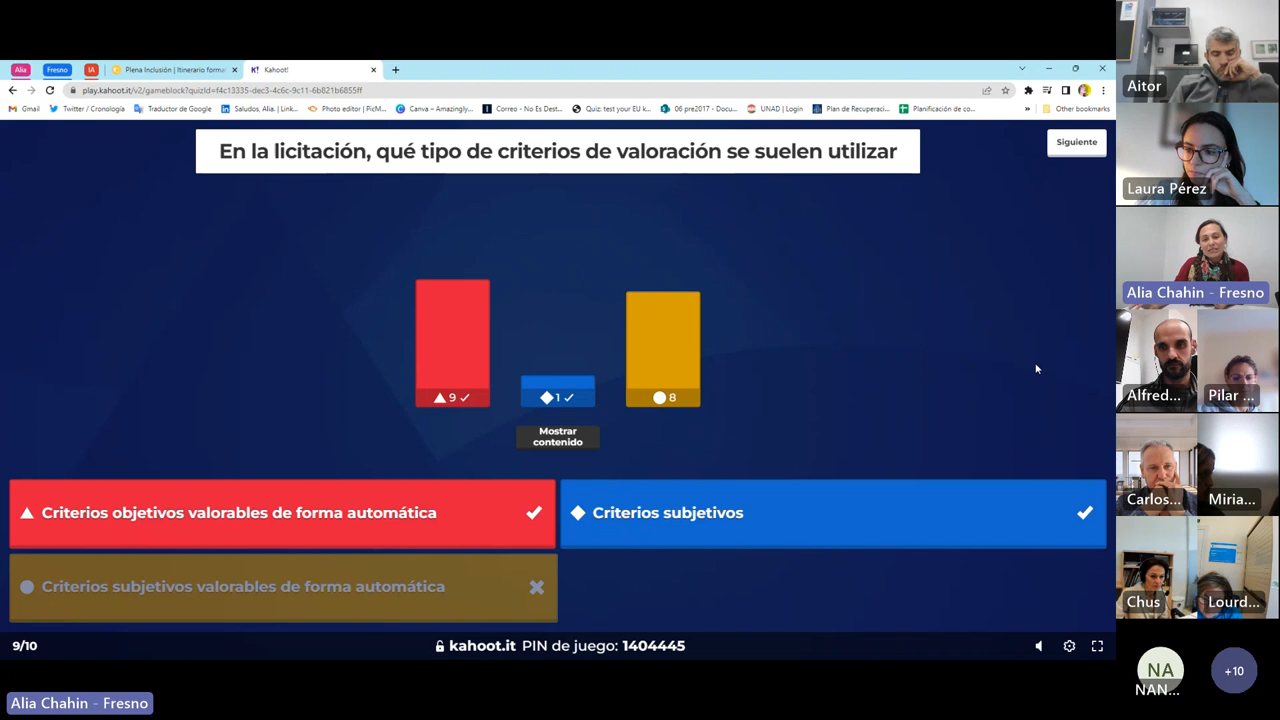 Alia
Fresno
IA
Plena Inclusión | Itinerario forma
K! Kahoot!
play.kahoot.it/v2/gameblock?quizId=f4c13335-dec3-4c6c-9c11-6b821b6855ff
Gmail
Twitter / Cronología
Traductor de Google
Saludos, Alia. | Link...
Photo editor | PicM...
Canva – Amazingly...
Correo - No Es Dest...
Quiz: test your EU k...
06 pre2017 - Docu...
UNAD | Login
Plan de Recuperaci...
Planificación de co...
»
Other bookmarks
En la licitación, qué tipo de criterios de valoración se suelen utilizar
Siguiente
9
1
8
Mostrar
contenido
Criterios objetivos valorables de forma automática
Criterios subjetivos
Criterios subjetivos valorables de forma automática
9/10
kahoot.it PIN de juego: 1404445
Alia Chahin - Fresno
Aitor
Laura Pérez
Alia Chahin - Fresno
Alfred...
Pilar ...
Carlos...
Miria...
Chus
Lourd...
NA
NAN...
+10